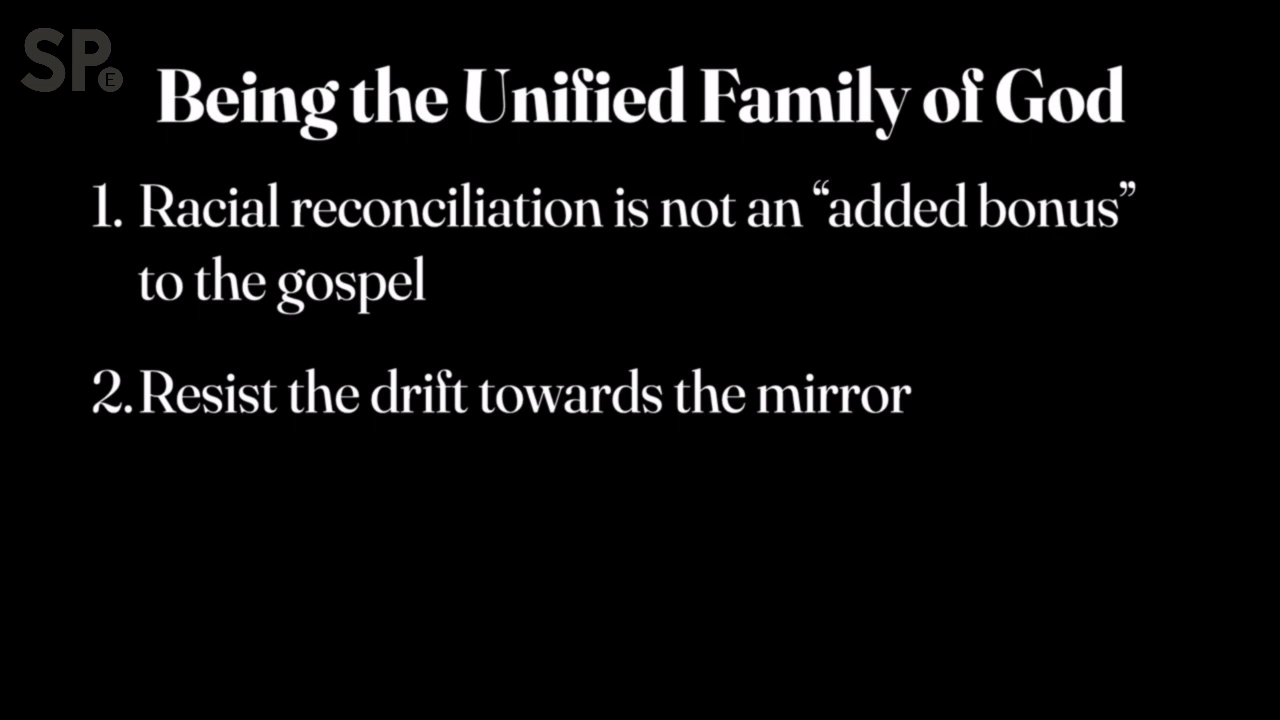 SP.
E
Being the Unified Family of God
1. Racial reconciliation is not an “added bonus”
to the gospel
2. Resist the drift towards the mirror